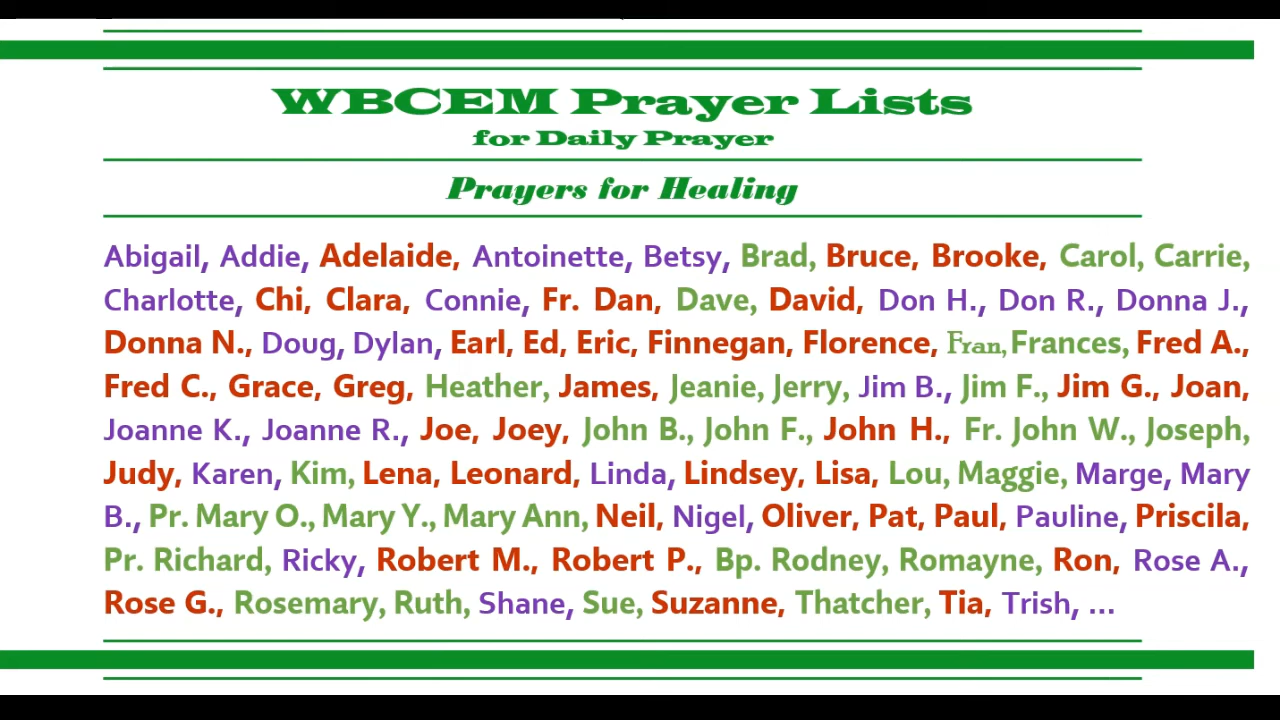 WBCEM Prayer Lists
for Daily Prayer
Prayers for Healing
Abigail, Addie, Adelaide, Antoinette, Betsy, Brad, Bruce, Brooke, Carol, Carrie,
Charlotte, Chi, Clara, Connie, Fr. Dan, Dave, David, Don H., Don R., Donna J.,
Donna N., Doug, Dylan, Earl, Ed, Eric, Finnegan, Florence, Fran, Frances, Fred A.,
Fred C., Grace, Greg, Heather, James, Jeanie, Jerry, Jim B., Jim F., Jim G., Joan,
Joanne K., Joanne R., Joe, Joey, John B., John F., John H., Fr. John W., Joseph,
Judy, Karen, Kim, Lena, Leonard, Linda, Lindsey, Lisa, Lou, Maggie, Marge, Mary
B., Pr. Mary O., Mary Y., Mary Ann, Neil, Nigel, Oliver, Pat, Paul, Pauline, Priscila,
Pr. Richard, Ricky, Robert M., Robert P., Bp. Rodney, Romayne, Ron, Rose A.,
Rose G., Rosemary, Ruth, Shane, Sue, Suzanne, Thatcher, Tia, Trish, ...